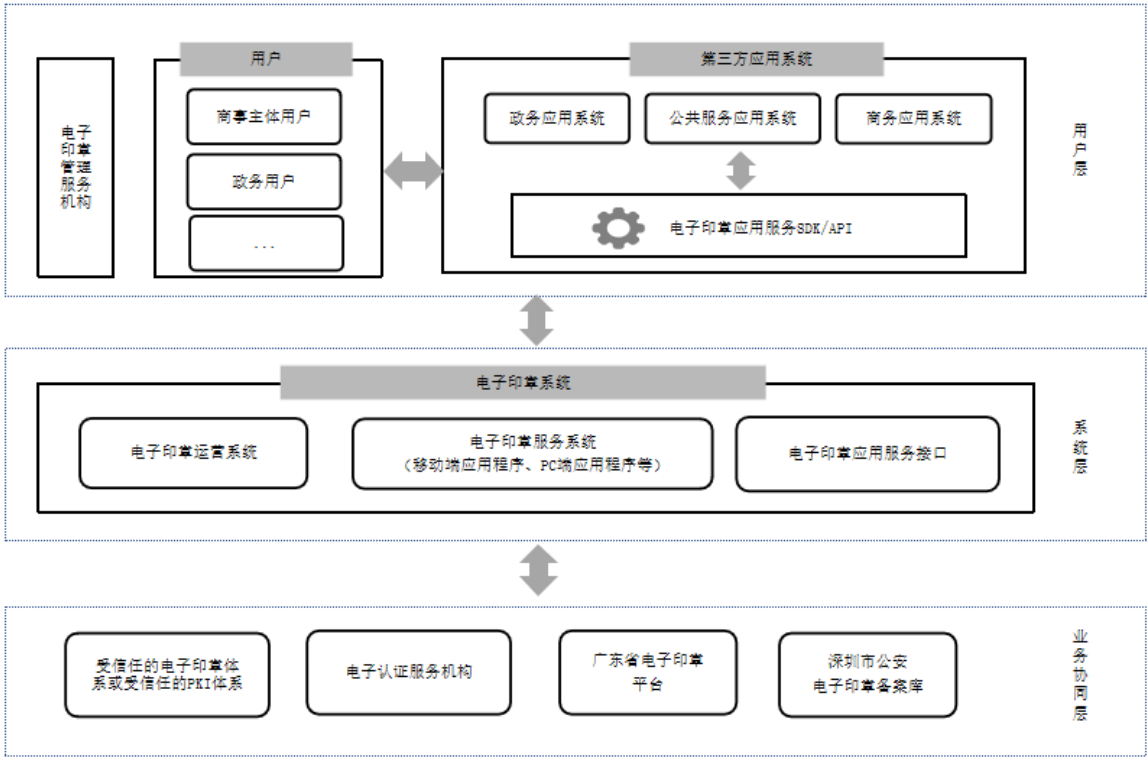 用户
第三方应用系统
电子
印章
管理
服务
机构
商事主体用户
政务用户
...
政务应用系统
公共服务应用系统
商务应用系统
电子印章应用服务SDK/API
用
户
层
电子印章系统
电子印章运营系统
电子印章服务系统
（移动端应用程序、PC端应用程序等）
电子印章应用服务接口
系
统
层
受信任的电子印章体
系或受信任的PKI体系
电子认证服务机构
广东省电子印章
平台
深圳市公安
电子印章备案库
业
务
协
同
层